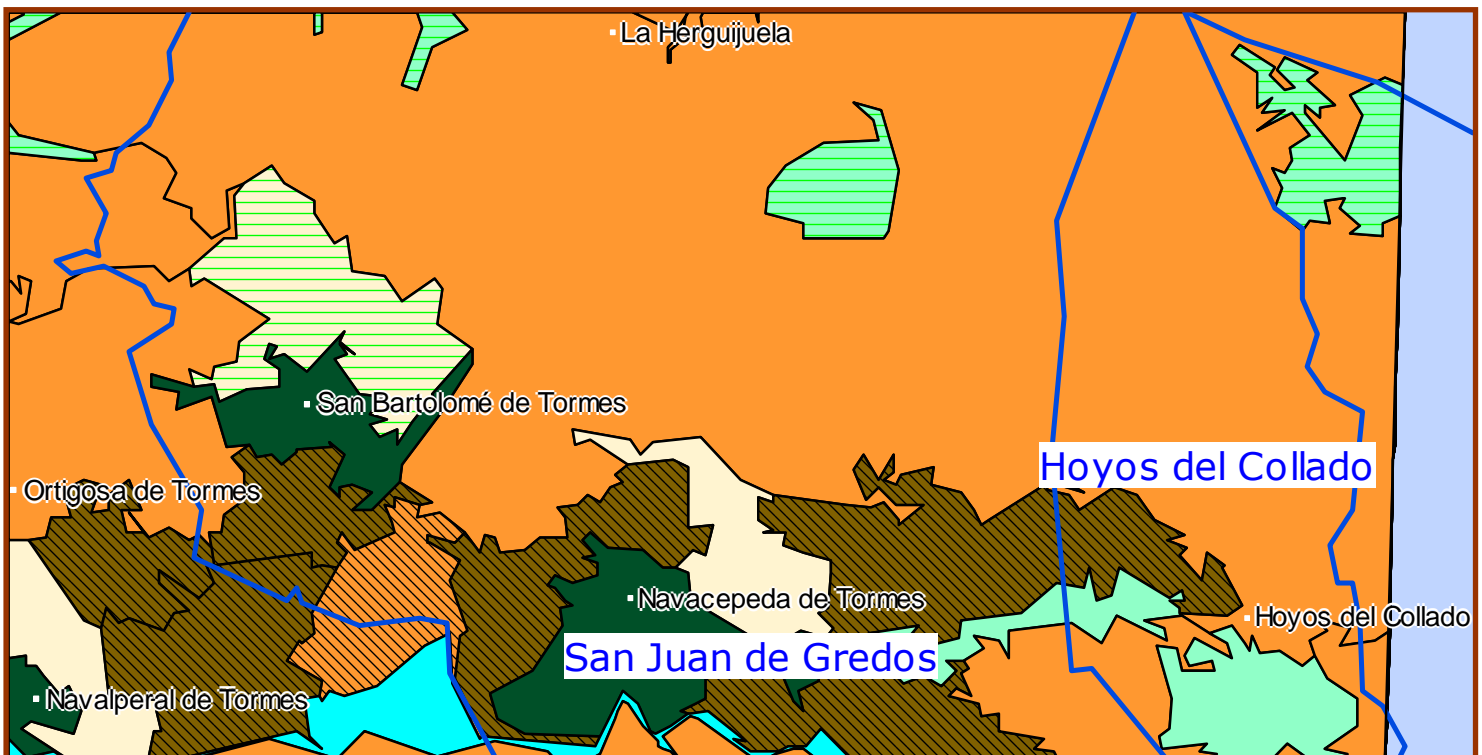 La Herguijuela
San Bartolomé de Tormes
Hoyos del Collado
Ortigosa de Tormes
Navacepeda de Tormes
Hoyos del Collado
San Juan de Gredos
Navalperal de Tormes